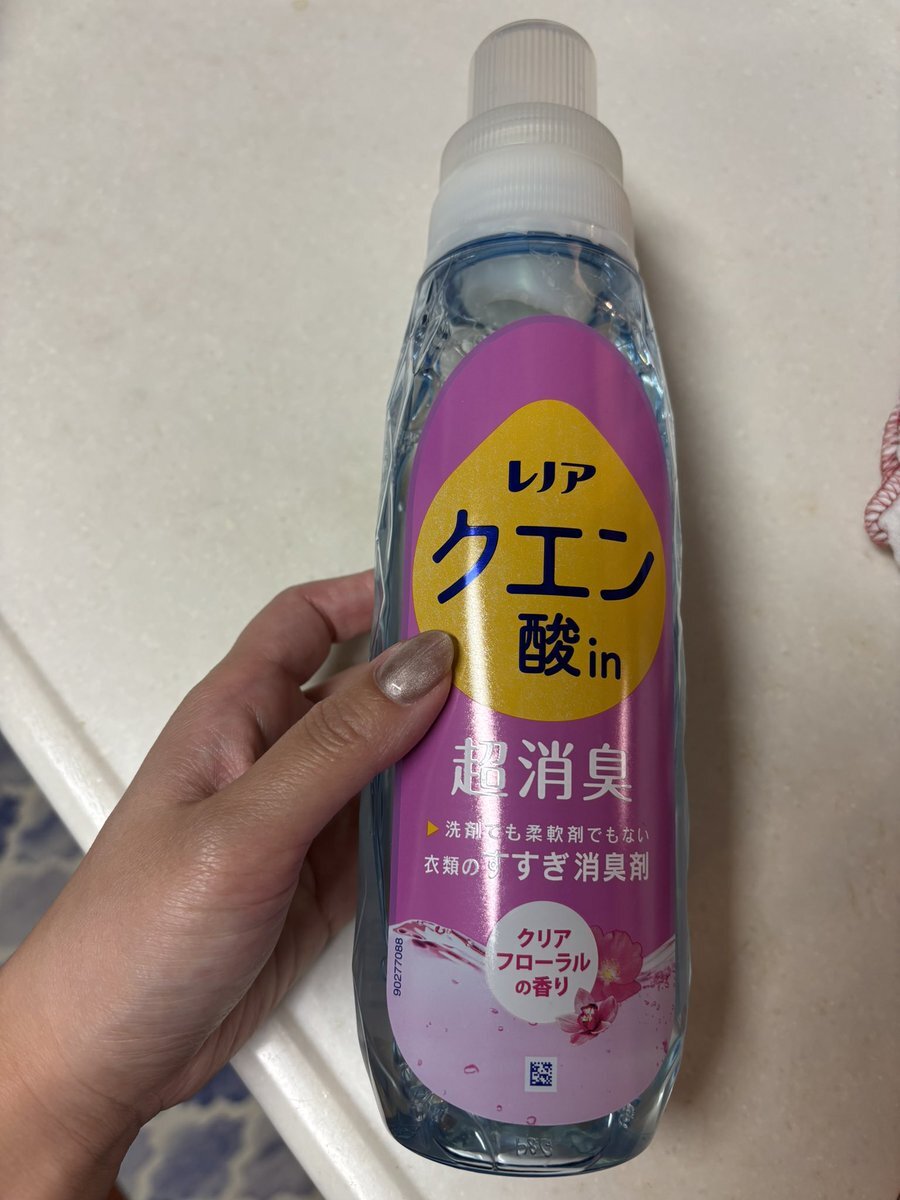 レノア
クエン
酸in
超消臭
▶洗剤でも柔軟剤でもない
衣類のすすぎ消臭剤
クリア
フローラル
の香り
90277088